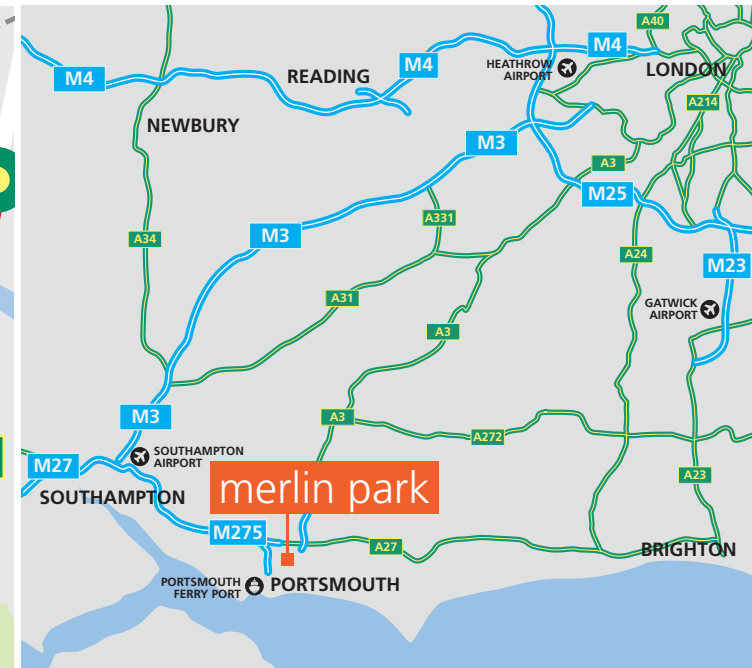 A40
M4
M4
HEATHROW
AIRPORT
M4
READING
LONDON
A214
NEWBURY
M3
A3
M25
A331
M3
A34
A24
M23
A31
GATWICK
AIRPORT
A3
M3
A3
A272
SOUTHAMPTON
AIRPORT
M27
A23
merlin park
SOUTHAMPTON
M275
A27
BRIGHTON
PORTSMOUTH
FERRY PORT
PORTSMOUTH